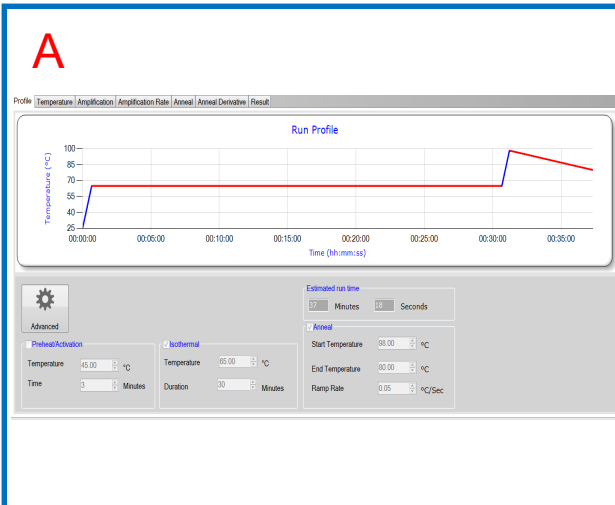 A
Profile Temperature Amplification Amplification Rate Anneal Anneal Derivative Result
Run Profile
Temperature (°C)
100
85
70
55
40
25
00:00:00 00:05:00 00:10:00 00:15:00 00:20:00 00:25:00 00:30:00 00:35:00
Time (hh:mm:ss)
Advanced
Estimated run time
37 Minutes 18 Seconds
Preheat/Activation
Temperature 45.00 °C
Time 3 Minutes
Isothermal
Temperature 65.00 °C
Duration 30 Minutes
Anneal
Start Temperature 98.00 °C
End Temperature 80.00 °C
Ramp Rate 0.05 °C/Sec